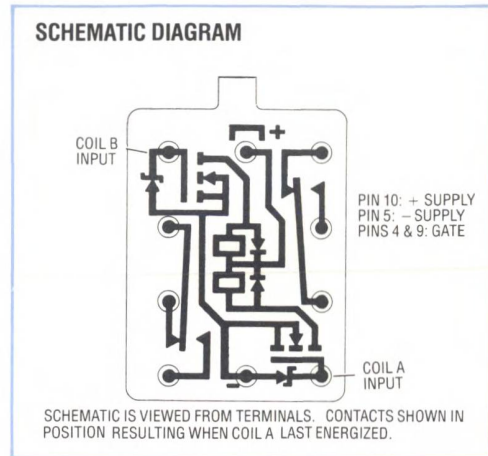 SCHEMATIC DIAGRAM
COIL B
INPUT
+
PIN 10: + SUPPLY
PIN 5: − SUPPLY
PINS 4 & 9: GATE
−
COIL A
INPUT
SCHEMATIC IS VIEWED FROM TERMINALS. CONTACTS SHOWN IN
POSITION RESULTING WHEN COIL A LAST ENERGIZED.